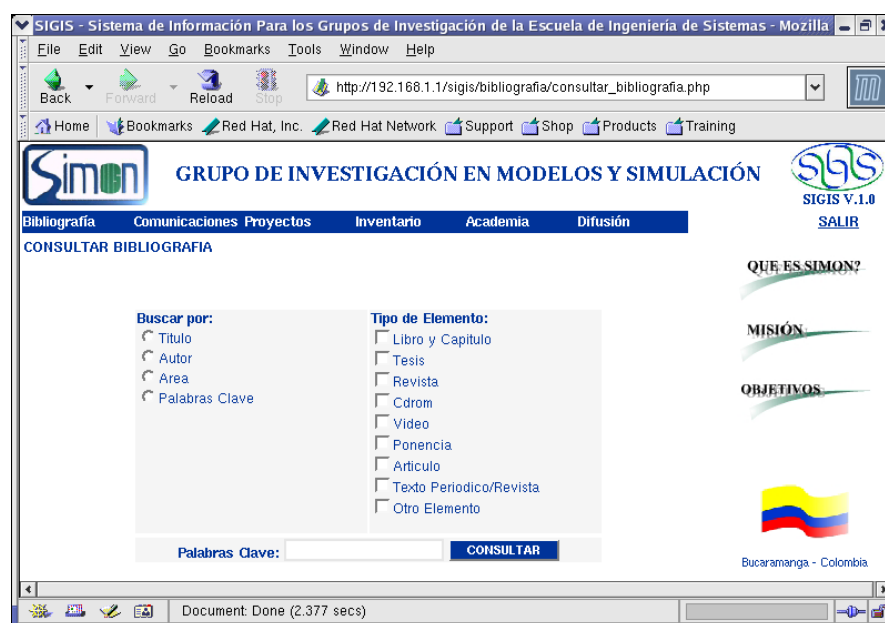 SIGIS - Sistema de Información Para los Grupos de Investigación de la Escuela de Ingeniería de Sistemas - Mozilla
File Edit View Go Bookmarks Tools Window Help
Back Forward Reload Stop http://192.168.1.1/sigis/bibliografia/consultar_bibliografia.php
Home Bookmarks Red Hat, Inc. Red Hat Network Support Shop Products Training
Simon GRUPO DE INVESTIGACIÓN EN MODELOS Y SIMULACIÓN SIGIS
SIGIS V.1.0
Bibliografía Comunicaciones Proyectos Inventario Academia Difusión SALIR
CONSULTAR BIBLIOGRAFIA
QUE ES SIMON?
MISIÓN
OBJETIVOS
Buscar por:
Titulo
Autor
Area
Palabras Clave
Tipo de Elemento:
Libro y Capitulo
Tesis
Revista
Cdrom
Video
Ponencia
Articulo
Texto Periodico/Revista
Otro Elemento
Palabras Clave: CONSULTAR
Bucaramanga - Colombia
Document: Done (2.377 secs)